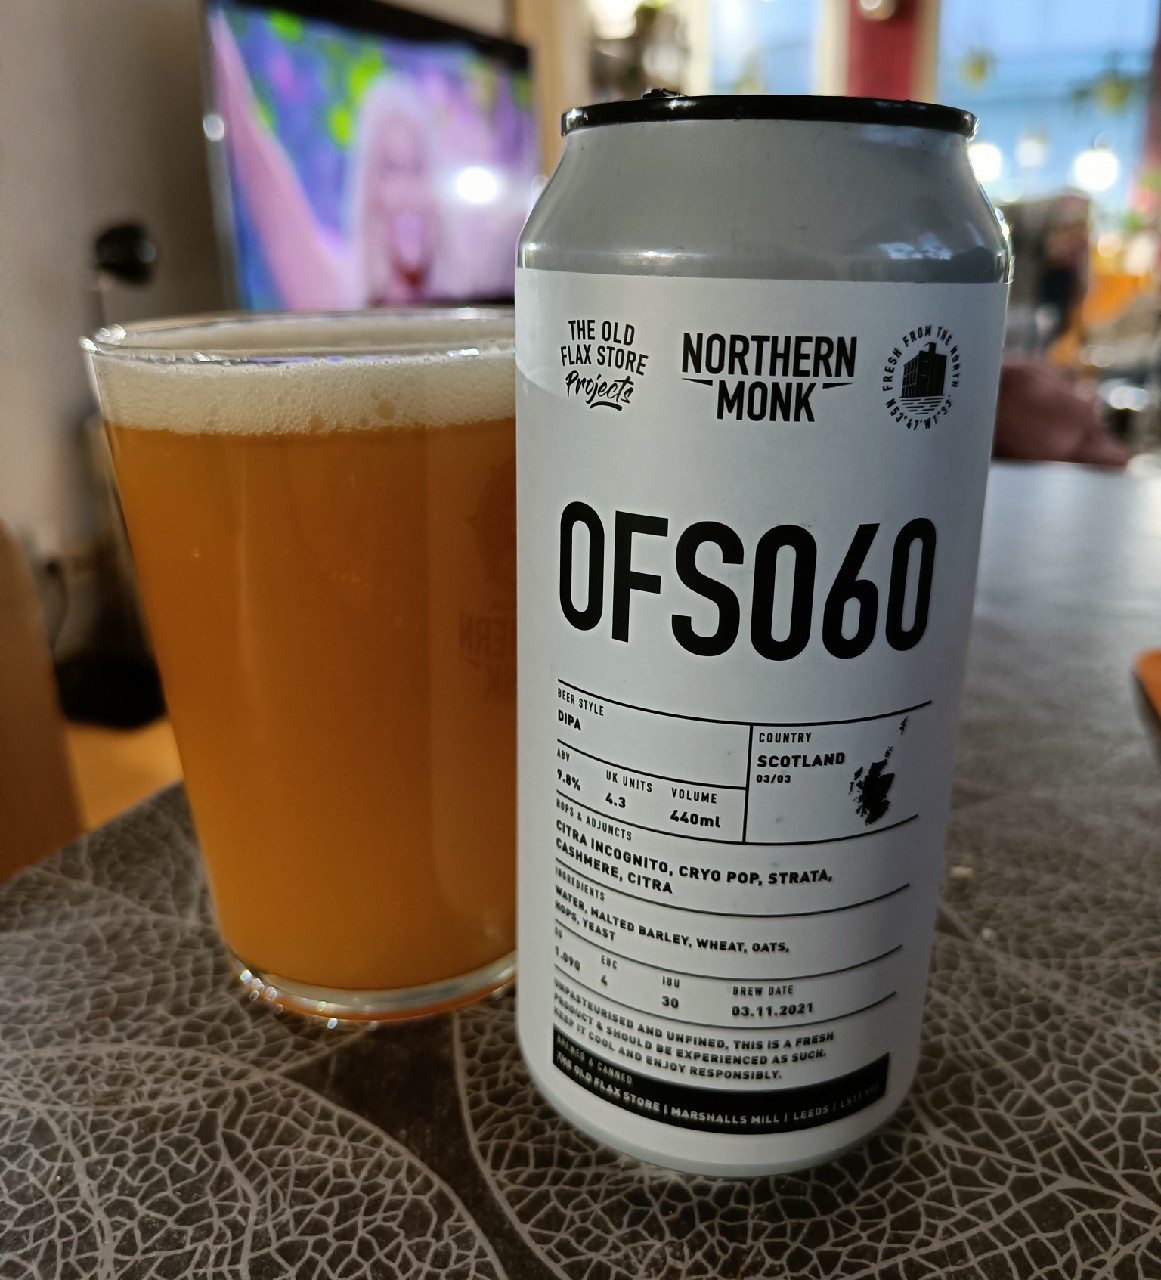 THE OLD
FLAX STORE
Projects
NORTHERN
MONK
FRESH FROM THE NORTH
OFS060
BEER STYLE
DIPA
COUNTRY
SCOTLAND
03/03
ABV
9.8%
UK UNITS
4.3
VOLUME
440ml
HOPS & ADJUNCTS
CITRA INCOGNITO, CRYO POP, STRATA,
CASHMERE, CITRA
INGREDIENTS
WATER, MALTED BARLEY, WHEAT, OATS,
HOPS, YEAST
OG
1.090
EBC
IBU
30
BREW DATE
03.11.2021
UNPASTEURISED AND UNFINED, THIS IS A FRESH
PRODUCT & SHOULD BE EXPERIENCED AS SUCH.
KEEP IT COOL AND ENJOY RESPONSIBLY.
BREWED & CANNED
THE OLD FLAX STORE | MARSHALLS MILL | LEEDS |